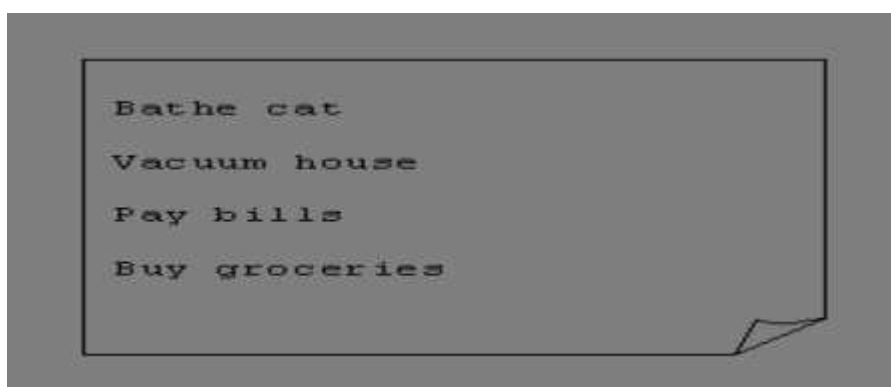 Bathe cat
Vacuum house
Pay bills
Buy groceries